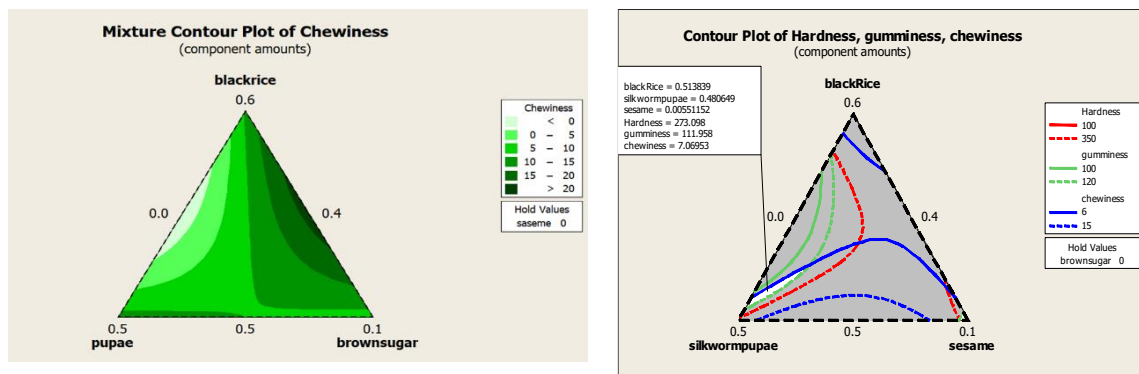 Mixture Contour Plot of Chewiness
(component amounts)
blackrice
0.6
0.0
0.4
0.5
0.5
0.1
pupae
brownsugar
Chewiness
< 0
0 – 5
5 – 10
10 – 15
15 – 20
> 20
Hold Values
saseme 0
Contour Plot of Hardness, gumminess, chewiness
(component amounts)
blackRice = 0.513839
silkwormpupae = 0.480649
sesame = 0.00551152
Hardness = 273.098
gumminess = 111.958
chewiness = 7.06953
blackRice
0.6
0.0
0.4
0.5
0.5
0.1
silkwormpupae
sesame
Hardness
100
350
gumminess
100
120
chewiness
6
15
Hold Values
brownsugar 0